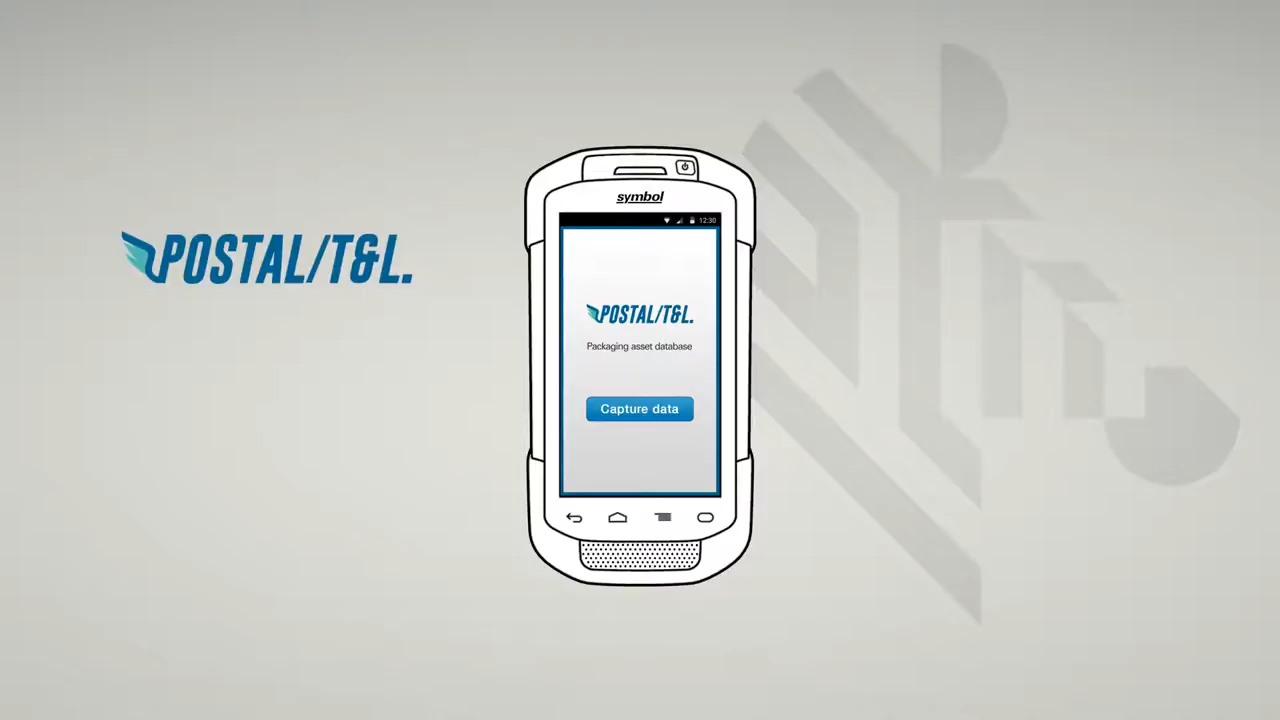 POSTAL/T&L.
symbol
12:30
POSTAL/T&L.
Packaging asset database
Capture data